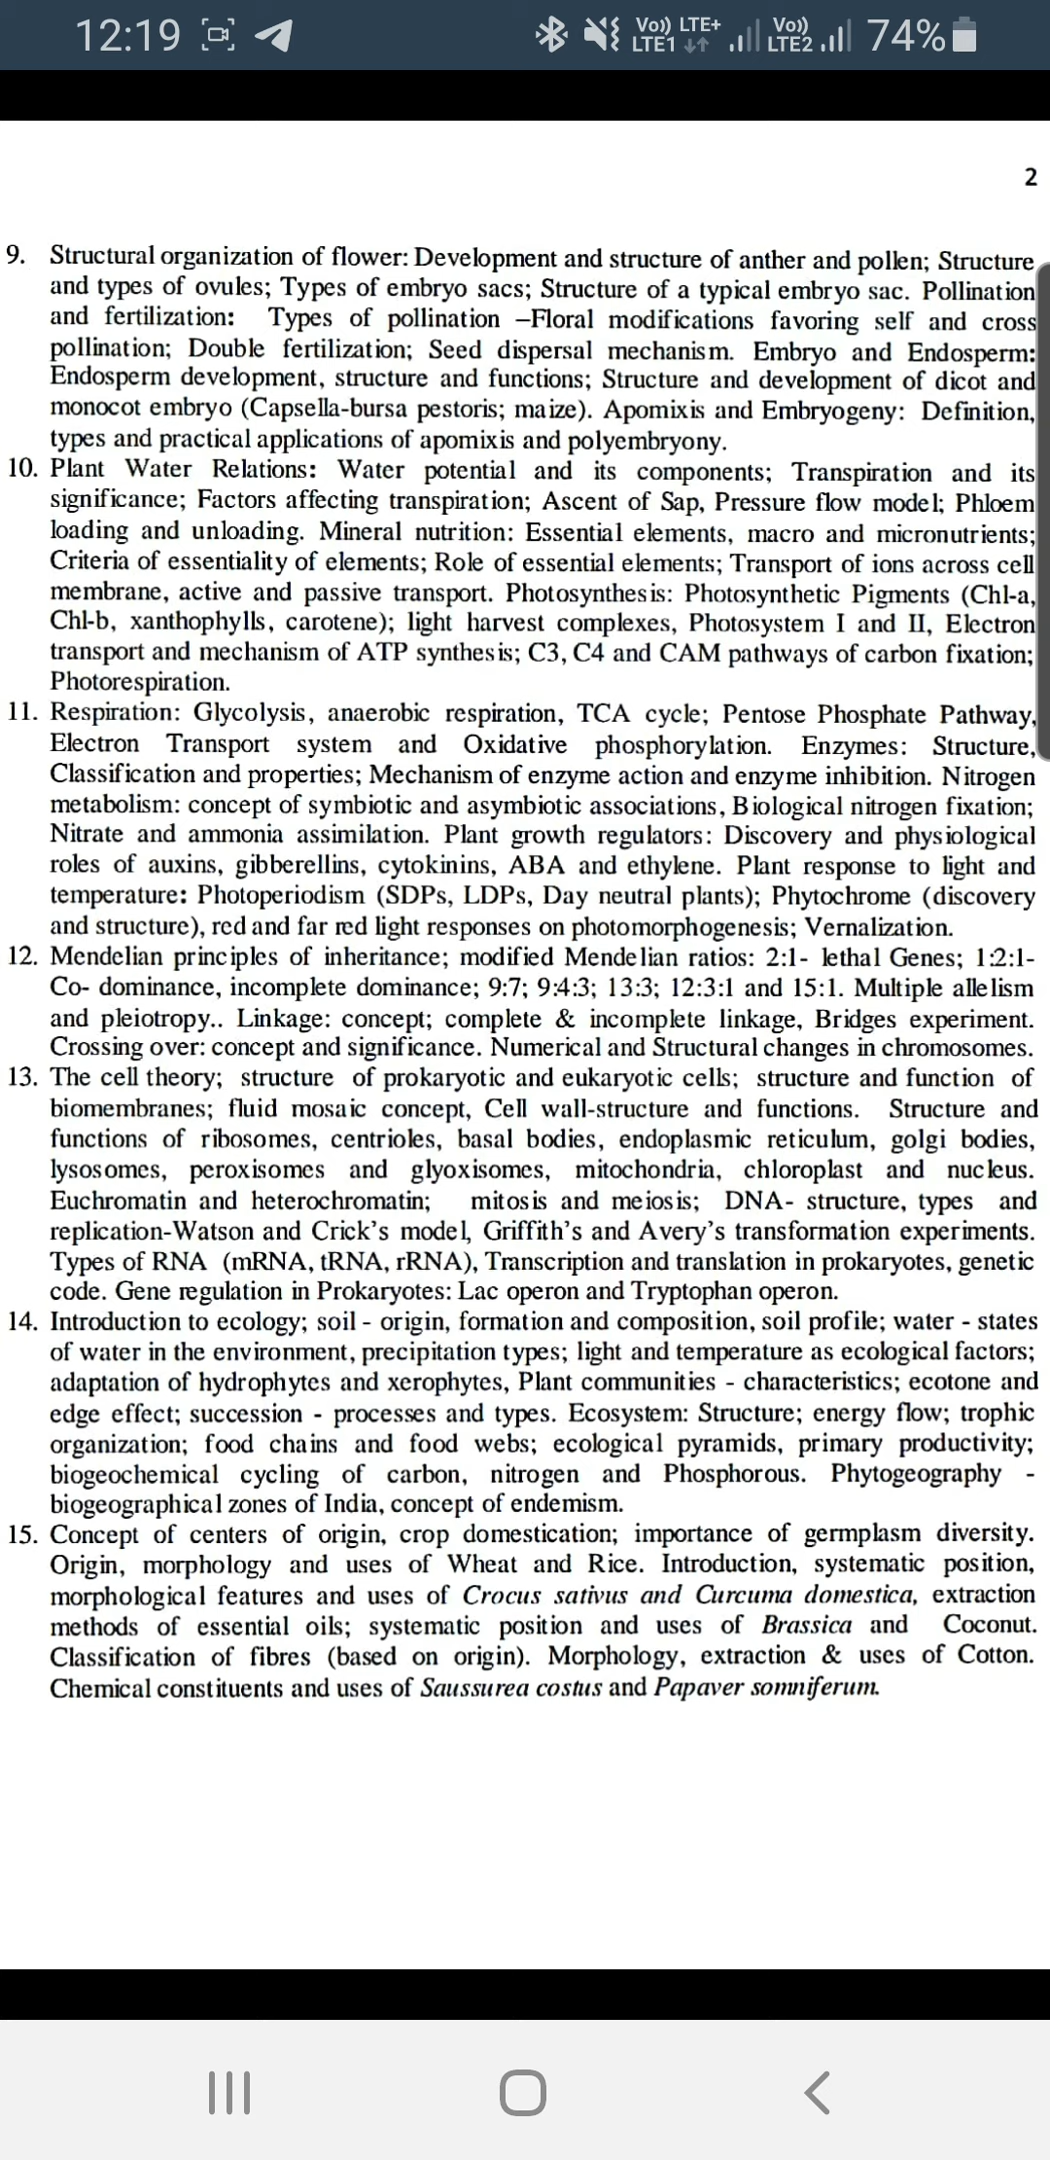 12:19 Vo)) LTE+ LTE1 Vo)) LTE2 74%
2
9. Structural organization of flower: Development and structure of anther and pollen; Structure
and types of ovules; Types of embryo sacs; Structure of a typical embryo sac. Pollination
and fertilization: Types of pollination –Floral modifications favoring self and cross
pollination; Double fertilization; Seed dispersal mechanism. Embryo and Endosperm:
Endosperm development, structure and functions; Structure and development of dicot and
monocot embryo (Capsella-bursa pestoris; maize). Apomixis and Embryogeny: Definition,
types and practical applications of apomixis and polyembryony.
10. Plant Water Relations: Water potential and its components; Transpiration and its
significance; Factors affecting transpiration; Ascent of Sap, Pressure flow model; Phloem
loading and unloading. Mineral nutrition: Essential elements, macro and micronutrients;
Criteria of essentiality of elements; Role of essential elements; Transport of ions across cell
membrane, active and passive transport. Photosynthesis: Photosynthetic Pigments (Chl-a,
Chl-b, xanthophylls, carotene); light harvest complexes, Photosystem I and II, Electron
transport and mechanism of ATP synthesis; C3, C4 and CAM pathways of carbon fixation;
Photorespiration.
11. Respiration: Glycolysis, anaerobic respiration, TCA cycle; Pentose Phosphate Pathway,
Electron Transport system and Oxidative phosphorylation. Enzymes: Structure,
Classification and properties; Mechanism of enzyme action and enzyme inhibition. Nitrogen
metabolism: concept of symbiotic and asymbiotic associations, Biological nitrogen fixation;
Nitrate and ammonia assimilation. Plant growth regulators: Discovery and physiological
roles of auxins, gibberellins, cytokinins, ABA and ethylene. Plant response to light and
temperature: Photoperiodism (SDPs, LDPs, Day neutral plants); Phytochrome (discovery
and structure), red and far red light responses on photomorphogenesis; Vernalization.
12. Mendelian principles of inheritance; modified Mendelian ratios: 2:1- lethal Genes; 1:2:1-
Co- dominance, incomplete dominance; 9:7; 9:4:3; 13:3; 12:3:1 and 15:1. Multiple allelism
and pleiotropy.. Linkage: concept; complete & incomplete linkage, Bridges experiment.
Crossing over: concept and significance. Numerical and Structural changes in chromosomes.
13. The cell theory; structure of prokaryotic and eukaryotic cells; structure and function of
biomembranes; fluid mosaic concept, Cell wall-structure and functions. Structure and
functions of ribosomes, centrioles, basal bodies, endoplasmic reticulum, golgi bodies,
lysosomes, peroxisomes and glyoxisomes, mitochondria, chloroplast and nucleus.
Euchromatin and heterochromatin; mitosis and meiosis; DNA- structure, types and
replication-Watson and Crick's model, Griffith's and Avery's transformation experiments.
Types of RNA (mRNA, tRNA, rRNA), Transcription and translation in prokaryotes, genetic
code. Gene regulation in Prokaryotes: Lac operon and Tryptophan operon.
14. Introduction to ecology; soil - origin, formation and composition, soil profile; water - states
of water in the environment, precipitation types; light and temperature as ecological factors;
adaptation of hydrophytes and xerophytes, Plant communities - characteristics; ecotone and
edge effect; succession - processes and types. Ecosystem: Structure; energy flow; trophic
organization; food chains and food webs; ecological pyramids, primary productivity;
biogeochemical cycling of carbon, nitrogen and Phosphorous. Phytogeography -
biogeographical zones of India, concept of endemism.
15. Concept of centers of origin, crop domestication; importance of germplasm diversity.
Origin, morphology and uses of Wheat and Rice. Introduction, systematic position,
morphological features and uses of Crocus sativus and Curcuma domestica, extraction
methods of essential oils; systematic position and uses of Brassica and Coconut.
Classification of fibres (based on origin). Morphology, extraction & uses of Cotton.
Chemical constituents and uses of Saussurea costus and Papaver somniferum.